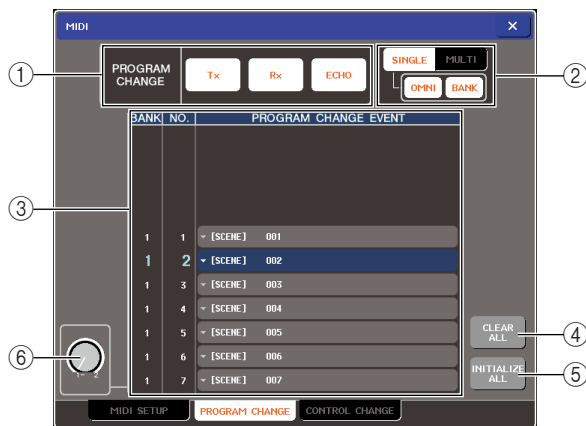 MIDI
①
PROGRAM CHANGE
Tx
Rx
ECHO
SINGLE
MULTI
OMNI
BANK
②
③
BANK NO. PROGRAM CHANGE EVENT
1 1 [SCENE] 001
1 2 [SCENE] 002
1 3 [SCENE] 003
1 4 [SCENE] 004
1 5 [SCENE] 005
1 6 [SCENE] 006
1 7 [SCENE] 007
CLEAR ALL
④
INITIALIZE ALL
⑤
⑥
1- 2
MIDI SETUP
PROGRAM CHANGE
CONTROL CHANGE